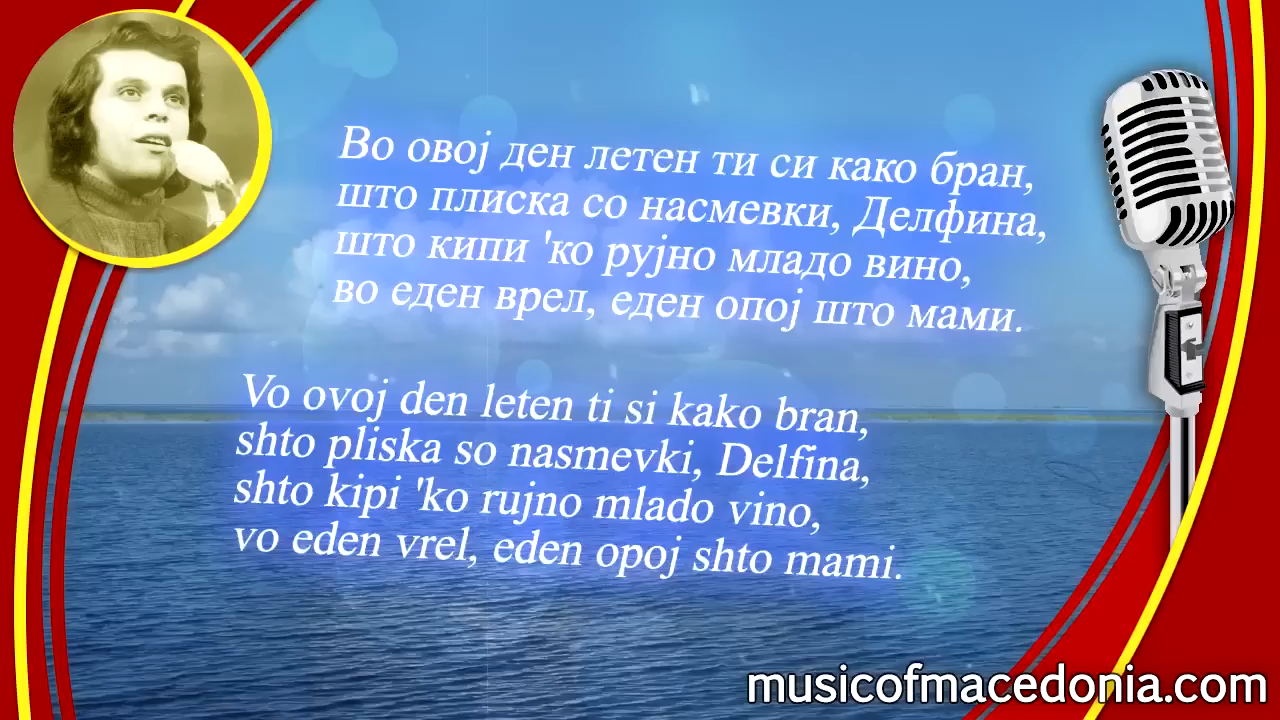 Во овој ден летен ти си како бран,
што плиска со насмевки, Делфина,
што кипи 'ко рујно младо вино,
во еден врел, еден опој што мами.
Vo ovoj den leten ti si kako bran,
shto pliska so nasmevki, Delfina,
shto kipi 'ko rujno mlado vino,
vo eden vrel, eden opoj shto mami.
musicofmacedonia.com